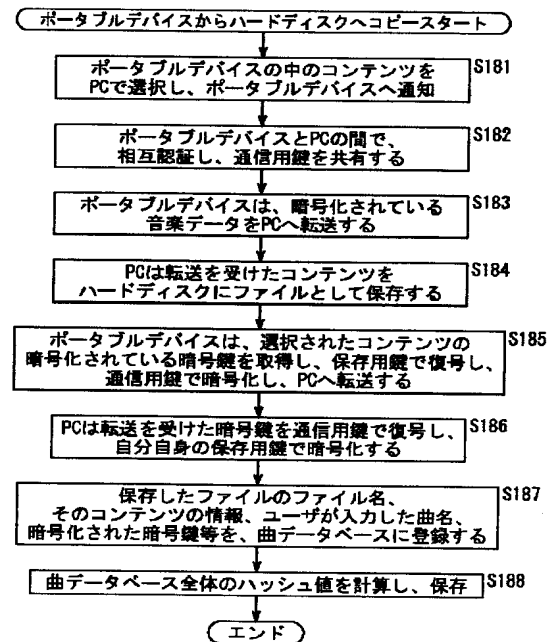 ポータブルデバイスからハードディスクへコピースタート
ポータブルデバイスの中のコンテンツを S181
PCで選択し、ポータブルデバイスへ通知
ポータブルデバイスとPCの間で、 S182
相互認証し、通信用鍵を共有する
ポータブルデバイスは、暗号化されている S183
音楽データをPCへ転送する
PCは転送を受けたコンテンツを S184
ハードディスクにファイルとして保存する
ポータブルデバイスは、選択されたコンテンツの S185
暗号化されている暗号鍵を取得し、保存用鍵で復号し、
通信用鍵で暗号化し、PCへ転送する
PCは転送を受けた暗号鍵を通信用鍵で復号し、 S186
自分自身の保存用鍵で暗号化する
保存したファイルのファイル名、 S187
そのコンテンツの情報、ユーザが入力した曲名、
暗号化された暗号鍵等を、曲データベースに登録する
曲データベース全体のハッシュ値を計算し、保存 S188
エンド